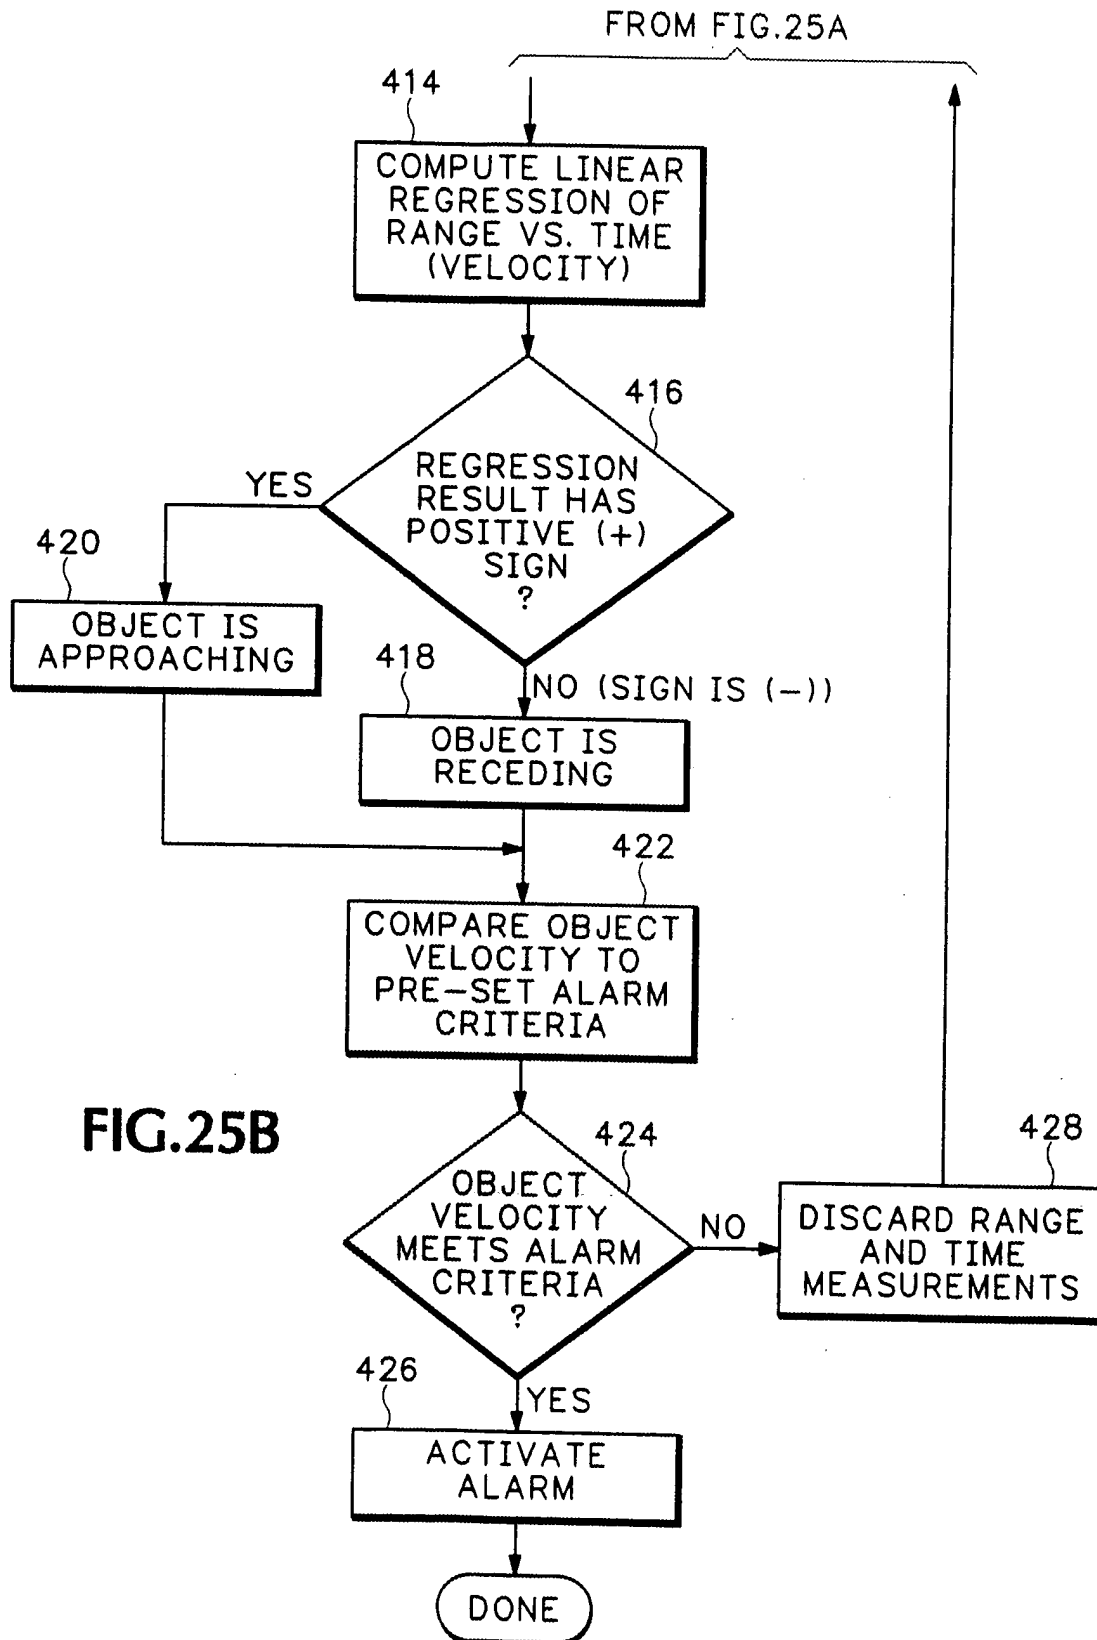 FROM FIG.25A
414
COMPUTE LINEAR
REGRESSION OF
RANGE VS. TIME
(VELOCITY)
416
REGRESSION
RESULT HAS
POSITIVE (+)
SIGN
?
YES
420
OBJECT IS
APPROACHING
NO (SIGN IS (−))
418
OBJECT IS
RECEDING
422
COMPARE OBJECT
VELOCITY TO
PRE−SET ALARM
CRITERIA
FIG.25B
424
OBJECT
VELOCITY
MEETS ALARM
CRITERIA
?
NO
428
DISCARD RANGE
AND TIME
MEASUREMENTS
YES
426
ACTIVATE
ALARM
DONE